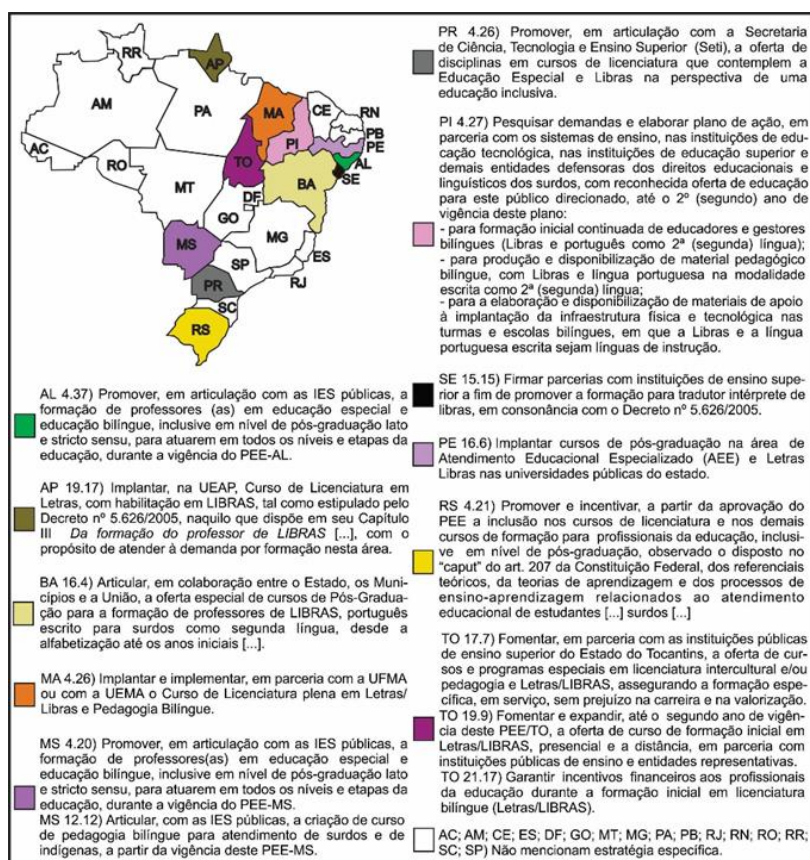 RR
AP
AM
PA
MA
CE
RN
PB
PE
AL
SE
PI
AC
RO
TO
BA
MT
DF
GO
MG
ES
MS
SP
RJ
PR
SC
RS
AL 4.37) Promover, em articulação com as IES públicas, a
formação de professores (as) em educação especial e
educação bilíngue, inclusive em nível de pós-graduação lato
e stricto sensu, para atuarem em todos os níveis e etapas da
educação, durante a vigência do PEE-AL.
AP 19.17) Implantar, na UEAP, Curso de Licenciatura em
Letras, com habilitação em LIBRAS, tal como estipulado pelo
Decreto nº 5.626/2005, naquilo que dispõe em seu Capítulo
III Da formação do professor de LIBRAS [...], com o
propósito de atender à demanda por formação nesta área.
BA 16.4) Articular, em colaboração entre o Estado, os Muni-
cípios e a União, a oferta especial de cursos de Pós-Gradua-
ção para a formação de professores de LIBRAS, português
escrito para surdos como segunda língua, desde a
alfabetização até os anos iniciais [...].
MA 4.26) Implantar e implementar, em parceria com a UFMA
ou com a UEMA o Curso de Licenciatura plena em Letras/
Libras e Pedagogia Bilíngue.
MS 4.20) Promover, em articulação com as IES públicas, a
formação de professores(as) em educação especial e
educação bilíngue, inclusive em nível de pós-graduação lato
e stricto sensu, para atuarem em todos os níveis e etapas da
educação, durante a vigência do PEE-MS.
MS 12.12) Articular, com as IES públicas, a criação de curso
de pedagogia bilíngue para atendimento de surdos e de
indígenas, a partir da vigência deste PEE-MS.
PR 4.26) Promover, em articulação com a Secretaria
de Ciência, Tecnologia e Ensino Superior (Seti), a oferta de
disciplinas em cursos de licenciatura que contemplem a
Educação Especial e Libras na perspectiva de uma
educação inclusiva.
PI 4.27) Pesquisar demandas e elaborar plano de ação, em
parceria com os sistemas de ensino, nas instituições de edu-
cação tecnológica, nas instituições de educação superior e
demais entidades defensoras dos direitos educacionais e
linguísticos dos surdos, com reconhecida oferta de educação
para este público direcionado, até o 2º (segundo) ano de
vigência deste plano:
- para formação inicial continuada de educadores e gestores
bilíngues (Libras e português como 2ª (segunda) língua);
- para produção e disponibilização de material pedagógico
bilíngue, com Libras e língua portuguesa na modalidade
escrita como 2ª (segunda) língua;
- para a elaboração e disponibilização de materiais de apoio
à implantação da infraestrutura física e tecnológica nas
turmas e escolas bilíngues, em que a Libras e a língua
portuguesa escrita sejam línguas de instrução.
SE 15.15) Firmar parcerias com instituições de ensino supe-
rior a fim de promover a formação para tradutor intérprete de
libras, em consonância com o Decreto nº 5.626/2005.
PE 16.6) Implantar cursos de pós-graduação na área de
Atendimento Educacional Especializado (AEE) e Letras
Libras nas universidades públicas do estado.
RS 4.21) Promover e incentivar, a partir da aprovação do
PEE a inclusão nos cursos de licenciatura e nos demais
cursos de formação para profissionais da educação, inclusi-
ve em nível de pós-graduação, observado o disposto no
"caput" do art. 207 da Constituição Federal, dos referenciais
teóricos, da teorias de aprendizagem e dos processos de
ensino-aprendizagem relacionados ao atendimento
educacional de estudantes [...] surdos [...]
TO 17.7) Fomentar, em parceria com as instituições públicas
de ensino superior do Estado do Tocantins, a oferta de cur-
sos e programas especiais em licenciatura intercultural e/ou
pedagogia e Letras/LIBRAS, assegurando a formação espe-
cífica, em serviço, sem prejuízo na carreira e na valorização.
TO 19.9) Fomentar e expandir, até o segundo ano de vigên-
cia deste PEE/TO, a oferta de curso de formação inicial em
Letras/LIBRAS, presencial e a distância, em parceria com
instituições públicas de ensino e entidades representativas.
TO 21.17) Garantir incentivos financeiros aos profissionais
da educação durante a formação inicial em licenciatura
bilíngue (Letras/LIBRAS).
AC; AM; CE; ES; DF; GO; MT; MG; PA; PB; RJ; RN; RO; RR;
SC; SP) Não mencionam estratégia específica.